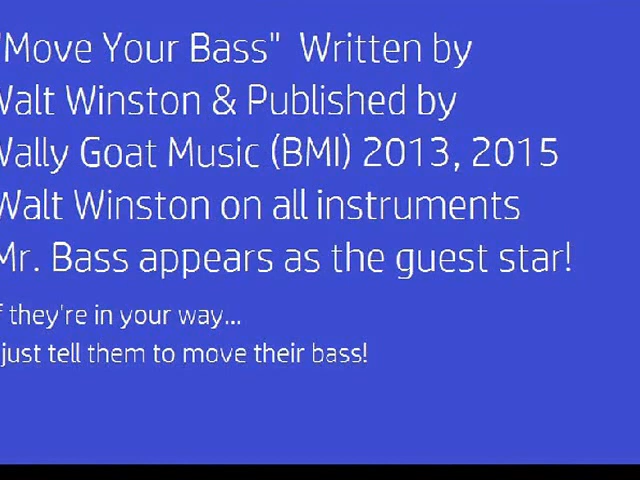 "Move Your Bass" Written by
Walt Winston & Published by
Wally Goat Music (BMI) 2013, 2015
Walt Winston on all instruments
Mr. Bass appears as the guest star!
f they're in your way...
just tell them to move their bass!